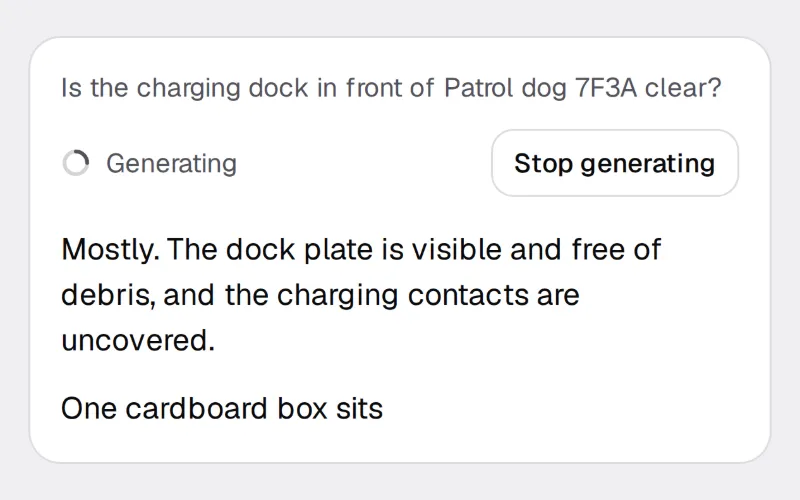 Is the charging dock in front of Patrol dog 7F3A clear?
Generating
Stop generating
Mostly. The dock plate is visible and free of
debris, and the charging contacts are
uncovered.
One cardboard box sits